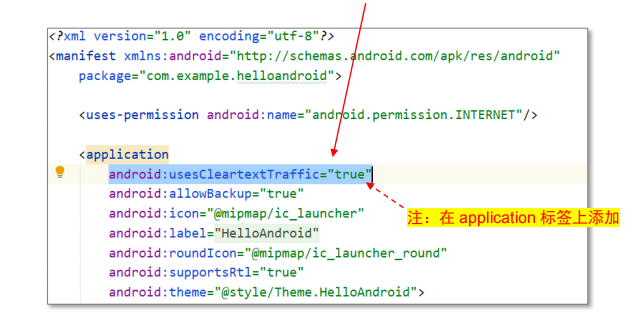 <?xml version="1.0" encoding="utf-8"?>
<manifest xmlns:android="http://schemas.android.com/apk/res/android"
package="com.example.helloandroid">
<uses-permission android:name="android.permission.INTERNET"/>
<application
android:usesCleartextTraffic="true"
android:allowBackup="true"
android:icon="@mipmap/ic_launcher"
注：在 application 标签上添加
android:label="HelloAndroid"
android:roundIcon="@mipmap/ic_launcher_round"
android:supportsRtl="true"
android:theme="@style/Theme.HelloAndroid">